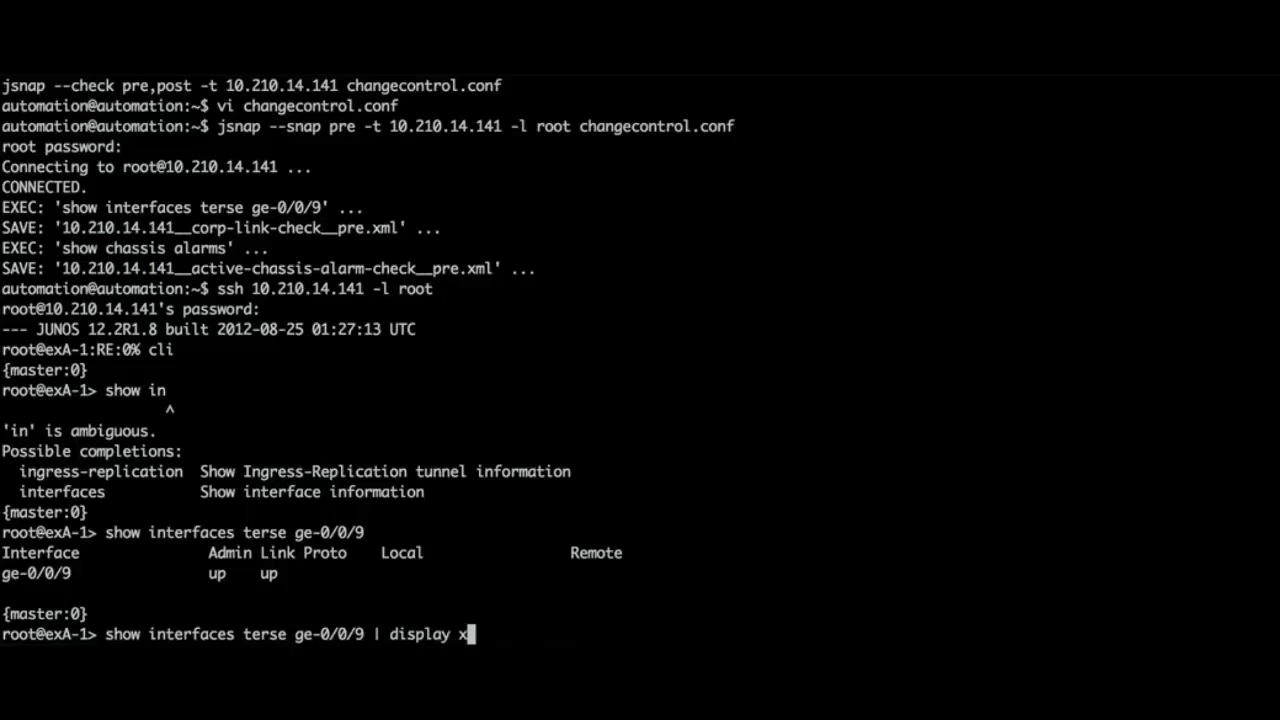 jsnap --check pre,post -t 10.210.14.141 changecontrol.conf
automation@automation:~$ vi changecontrol.conf
automation@automation:~$ jsnap --snap pre -t 10.210.14.141 -l root changecontrol.conf
root password:
Connecting to root@10.210.14.141 ...
CONNECTED.
EXEC: 'show interfaces terse ge-0/0/9' ...
SAVE: '10.210.14.141__corp-link-check__pre.xml' ...
EXEC: 'show chassis alarms' ...
SAVE: '10.210.14.141__active-chassis-alarm-check__pre.xml' ...
automation@automation:~$ ssh 10.210.14.141 -l root
root@10.210.14.141's password:
--- JUNOS 12.2R1.8 built 2012-08-25 01:27:13 UTC
root@exA-1:RE:0% cli
{master:0}
root@exA-1> show in
^
'in' is ambiguous.
Possible completions:
ingress-replication  Show Ingress-Replication tunnel information
interfaces           Show interface information
{master:0}
root@exA-1> show interfaces terse ge-0/0/9
Interface               Admin Link Proto    Local                 Remote
ge-0/0/9                up    up
{master:0}
root@exA-1> show interfaces terse ge-0/0/9 | display x